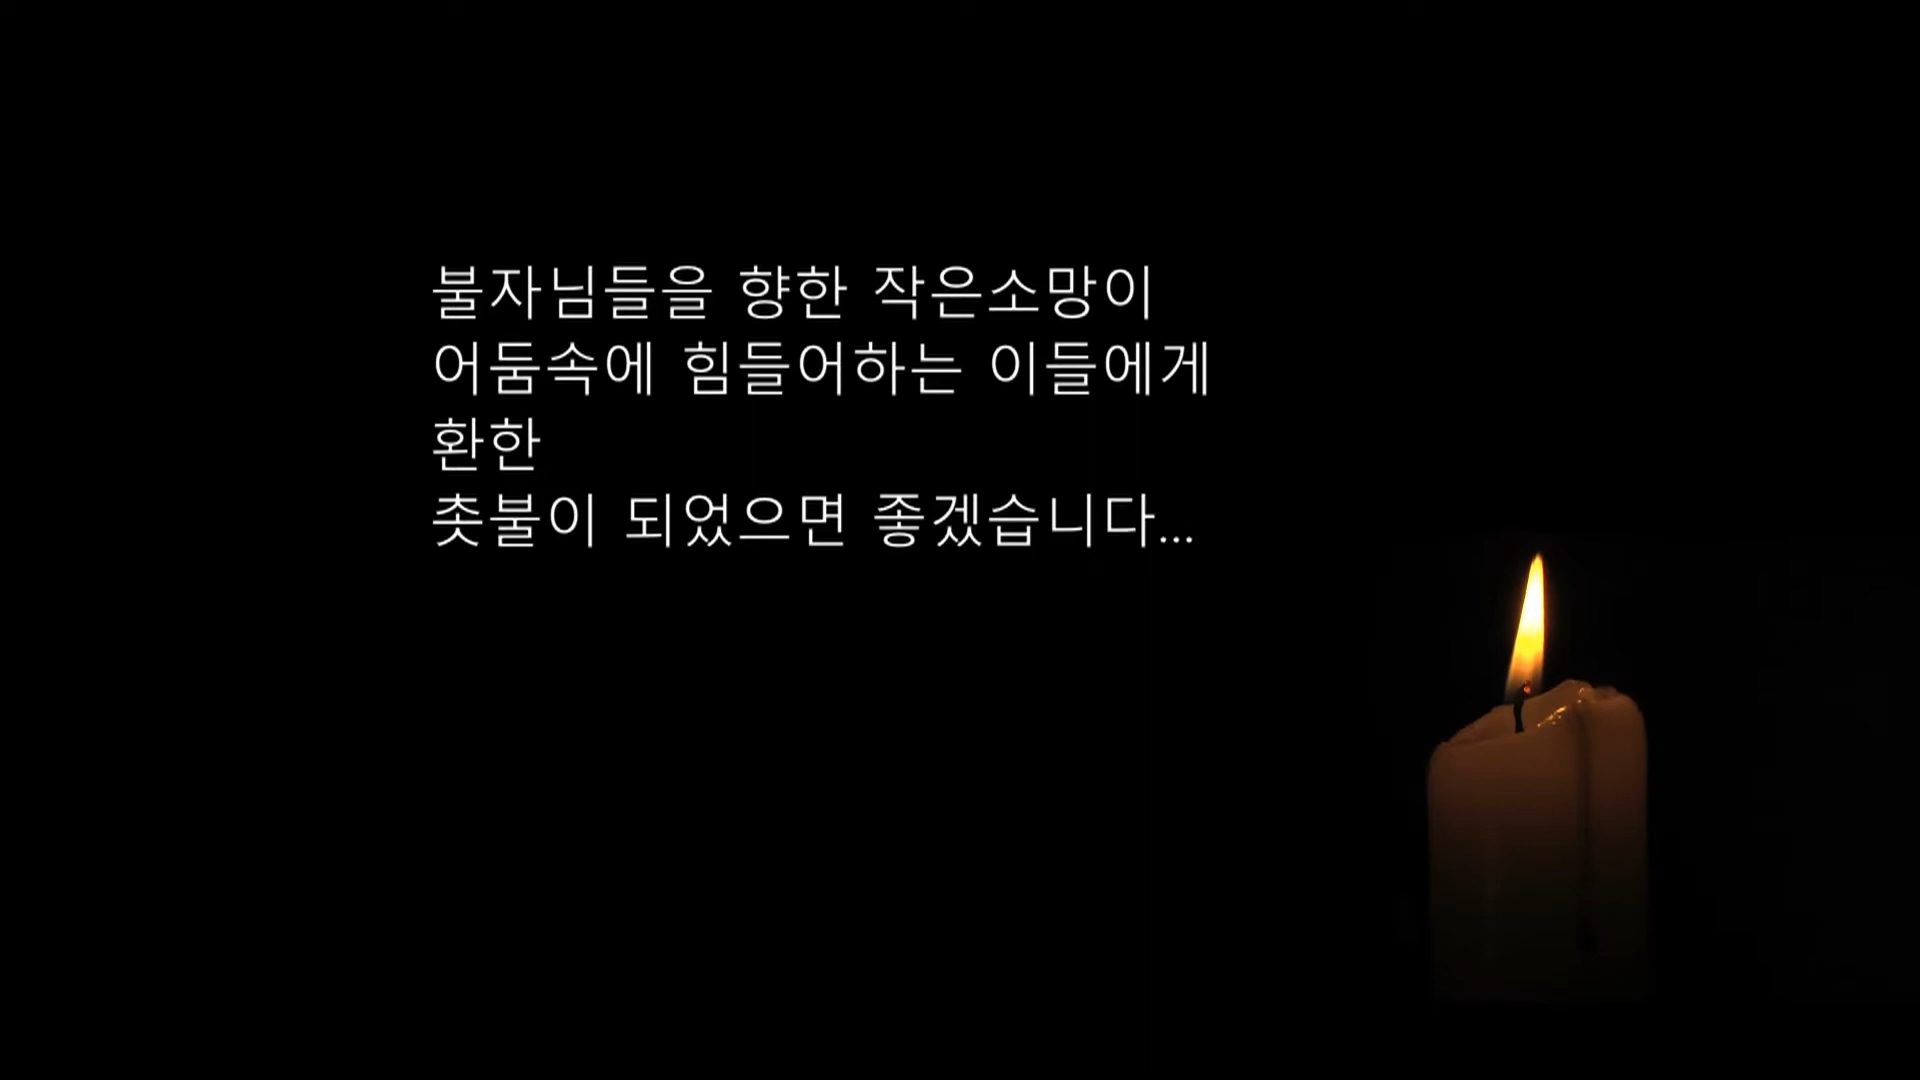 불자님들을 향한 작은소망이
어둠속에 힘들어하는 이들에게
환한
촛불이 되었으면 좋겠습니다...